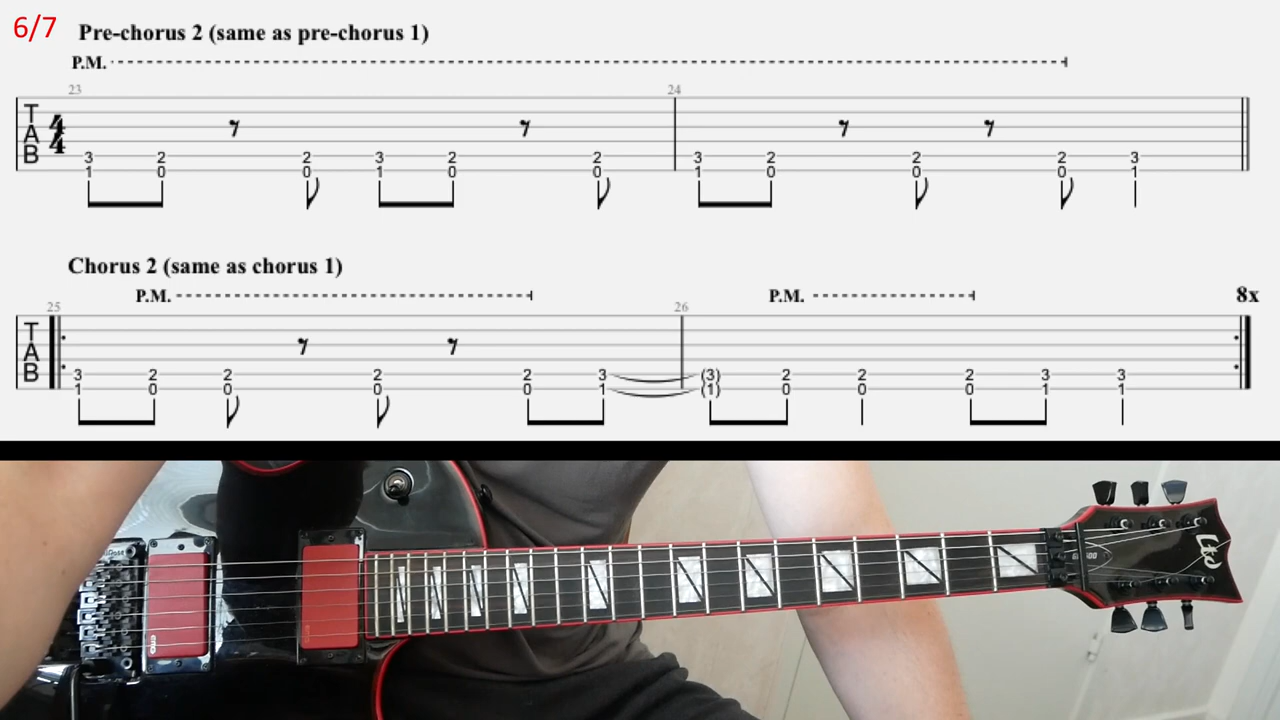 6/7 Pre-chorus 2 (same as pre-chorus 1)
P.M.
23 24
T
A
B
4
4
3 2 2 3 2 2 3 2 2 2 3
1 0 0 1 0 0 1 0 0 0 1
Chorus 2 (same as chorus 1)
P.M. P.M. 8x
25 26
T
A
B
3 2 2 2 2 3 (3) 2 2 2 3 3
1 0 0 0 0 1 (1) 0 0 0 1 1
EMG
Ltd